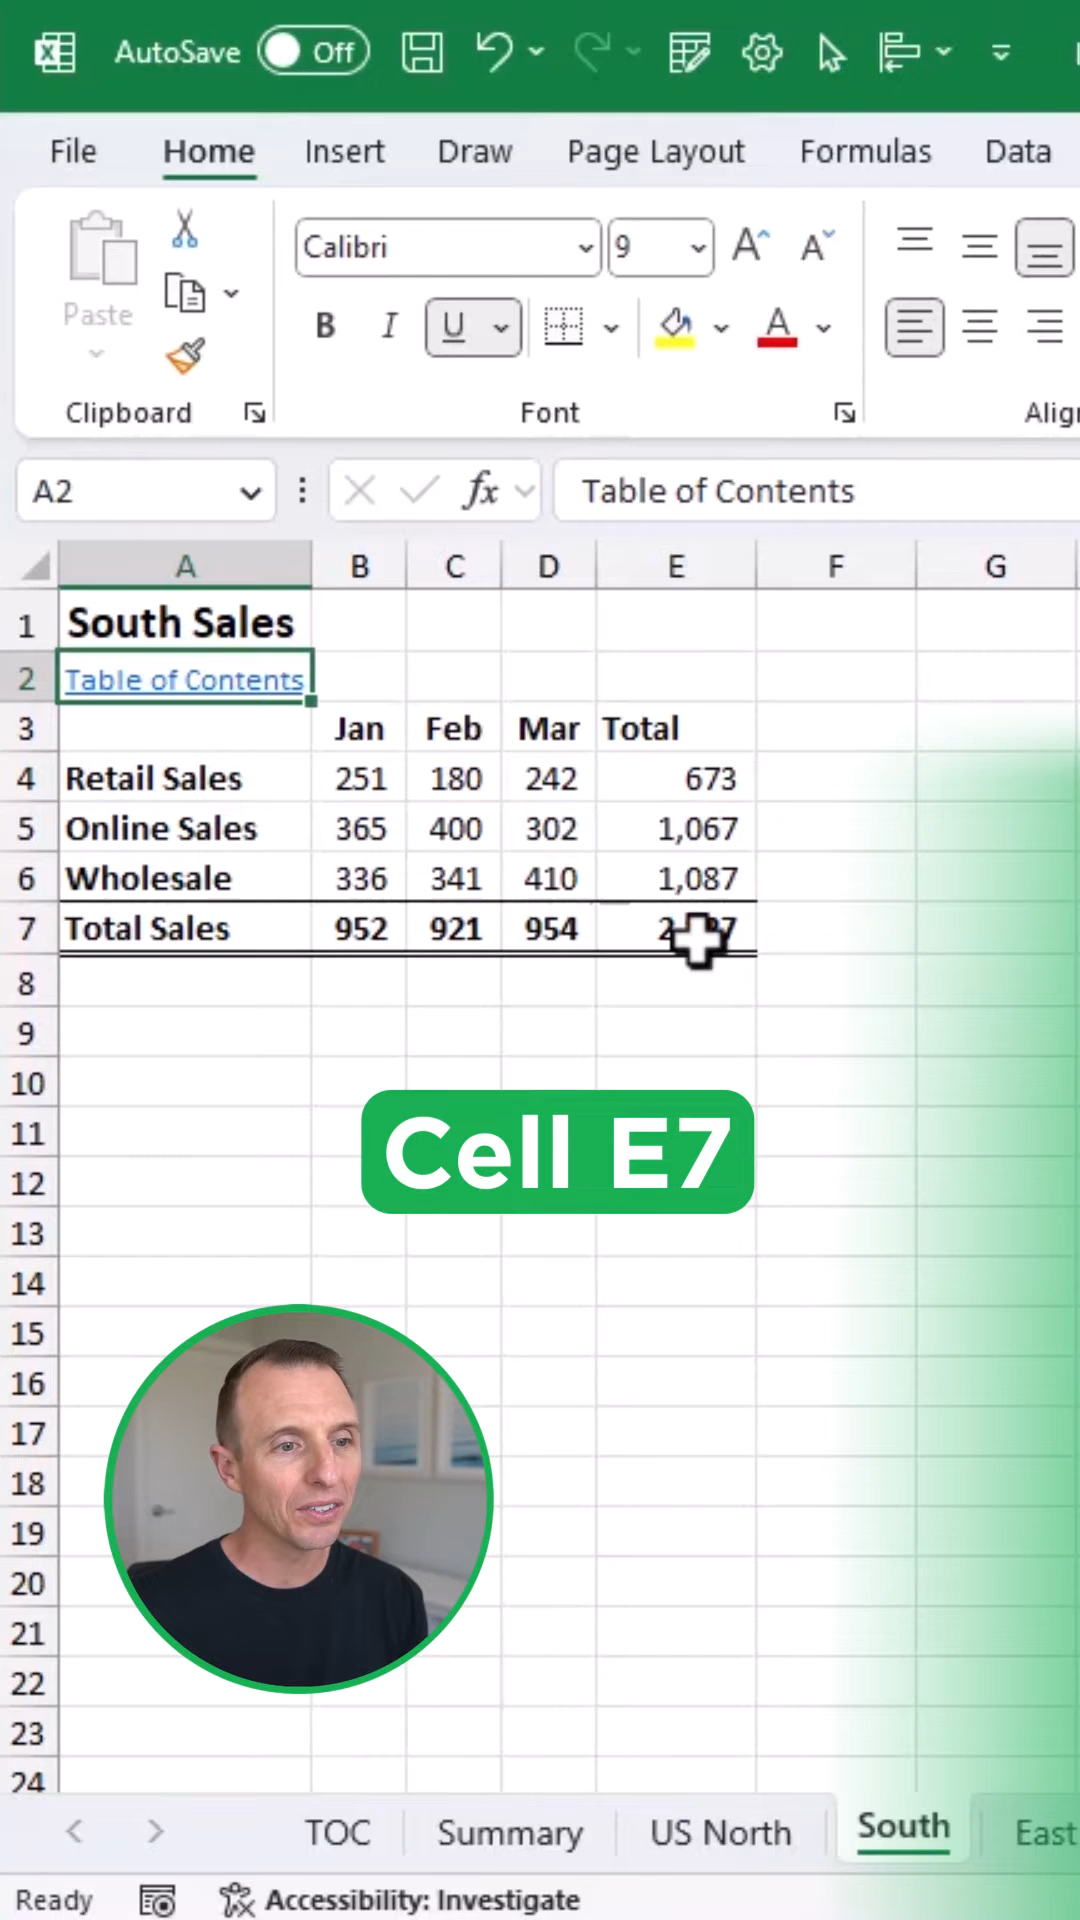 AutoSave Off
File Home Insert Draw Page Layout Formulas Data
Paste
Calibri 9 A A
B I U A
Clipboard Font
A2 fx Table of Contents
A B C D E F G
1 South Sales
2 Table of Contents
3 Jan Feb Mar Total
4 Retail Sales 251 180 242 673
5 Online Sales 365 400 302 1,067
6 Wholesale 336 341 410 1,087
7 Total Sales 952 921 954
8
9
10
11
12
13
14
15
16
17
18
19
20
21
22
23
24
Cell E7
TOC Summary US North South East
Ready Accessibility: Investigate